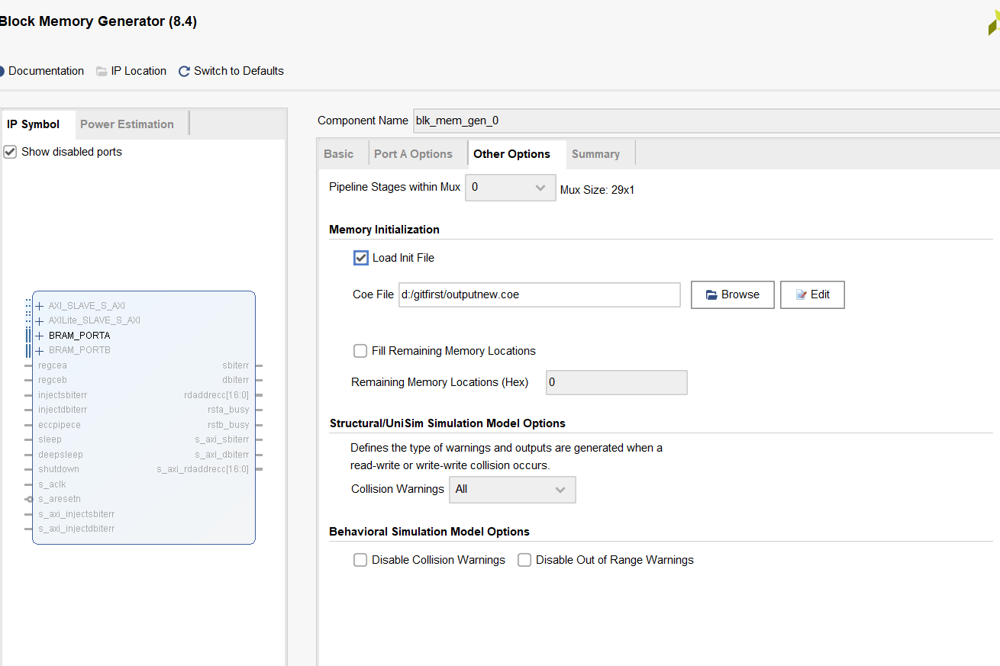 Block Memory Generator (8.4)
Documentation IP Location Switch to Defaults
IP Symbol Power Estimation
Show disabled ports
AXI_SLAVE_S_AXI
AXILite_SLAVE_S_AXI
BRAM_PORTA
BRAM_PORTB
regcea sbiterr
regceb dbiterr
injectsbiterr rdaddrecc[16:0]
injectdbiterr rsta_busy
eccpipece rstb_busy
sleep s_axi_sbiterr
deepsleep s_axi_dbiterr
shutdown s_axi_rdaddrecc[16:0]
s_aclk
s_aresetn
s_axi_injectsbiterr
s_axi_injectdbiterr
Component Name blk_mem_gen_0
Basic Port A Options Other Options Summary
Pipeline Stages within Mux 0 Mux Size: 29x1
Memory Initialization
Load Init File
Coe File d:/gitfirst/outputnew.coe Browse Edit
Fill Remaining Memory Locations
Remaining Memory Locations (Hex) 0
Structural/UniSim Simulation Model Options
Defines the type of warnings and outputs are generated when a
read-write or write-write collision occurs.
Collision Warnings All
Behavioral Simulation Model Options
Disable Collision Warnings Disable Out of Range Warnings